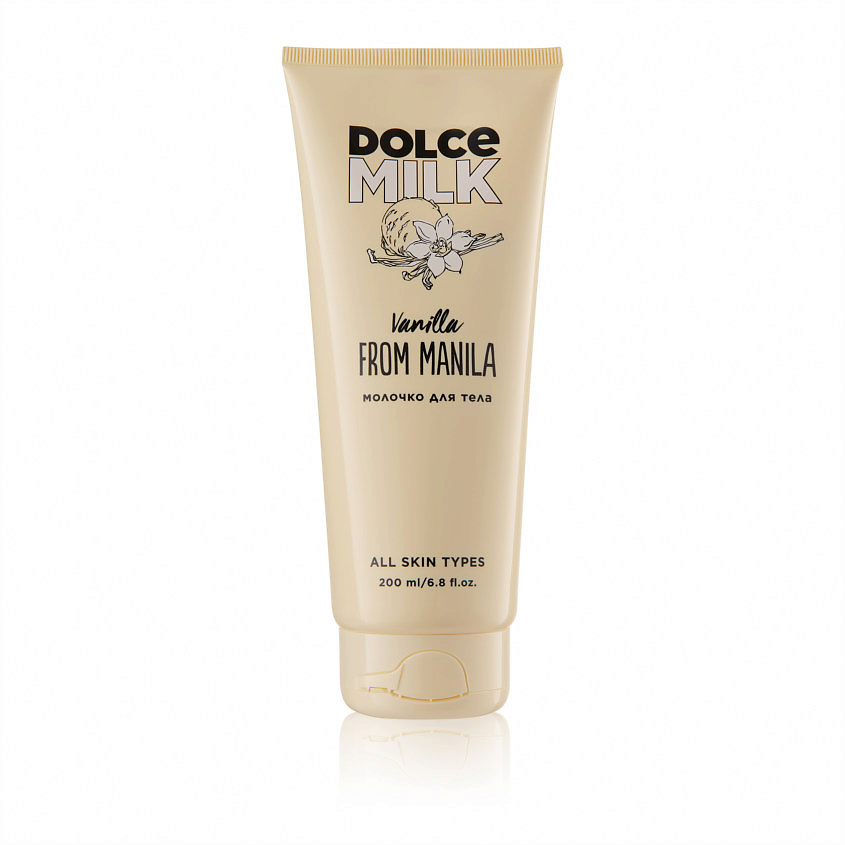 DOLCe
MILK
Vanilla
FROM MANILA
молочко для тела
ALL SKIN TYPES
200 ml/6.8 fl.oz.